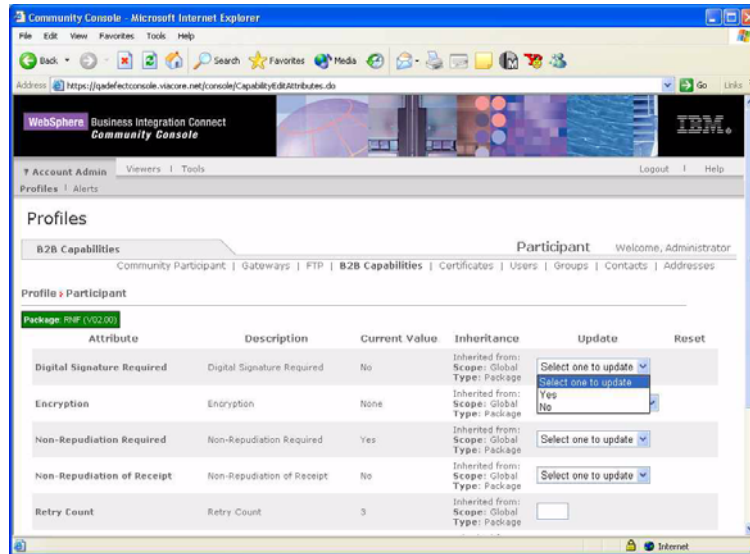 Community Console - Microsoft Internet Explorer
File Edit View Favorites Tools Help
Back Search Favorites Media
Address https://qadefectconsole.viacore.net/console/CapabilityEditAttributes.do Go Links
WebSphere Business Integration Connect
Community Console
IBM.
? Account Admin Viewers | Tools Logout | Help
Profiles | Alerts
Profiles
B2B Capabilities Participant Welcome, Administrator
Community Participant | Gateways | FTP | B2B Capabilities | Certificates | Users | Groups | Contacts | Addresses
Profile > Participant
Package: RNIF (V02.00)
Attribute Description Current Value Inheritance Update Reset
Digital Signature Required Digital Signature Required No Inherited from: Scope: Global Type: Package Select one to update
Select one to update
Yes
No
Encryption Encryption None Inherited from: Scope: Global Type: Package
Non-Repudiation Required Non-Repudiation Required Yes Inherited from: Scope: Global Type: Package Select one to update
Non-Repudiation of Receipt Non-Repudiation of Receipt No Inherited from: Scope: Global Type: Package Select one to update
Retry Count Retry Count 3 Inherited from: Scope: Global Type: Package
Internet